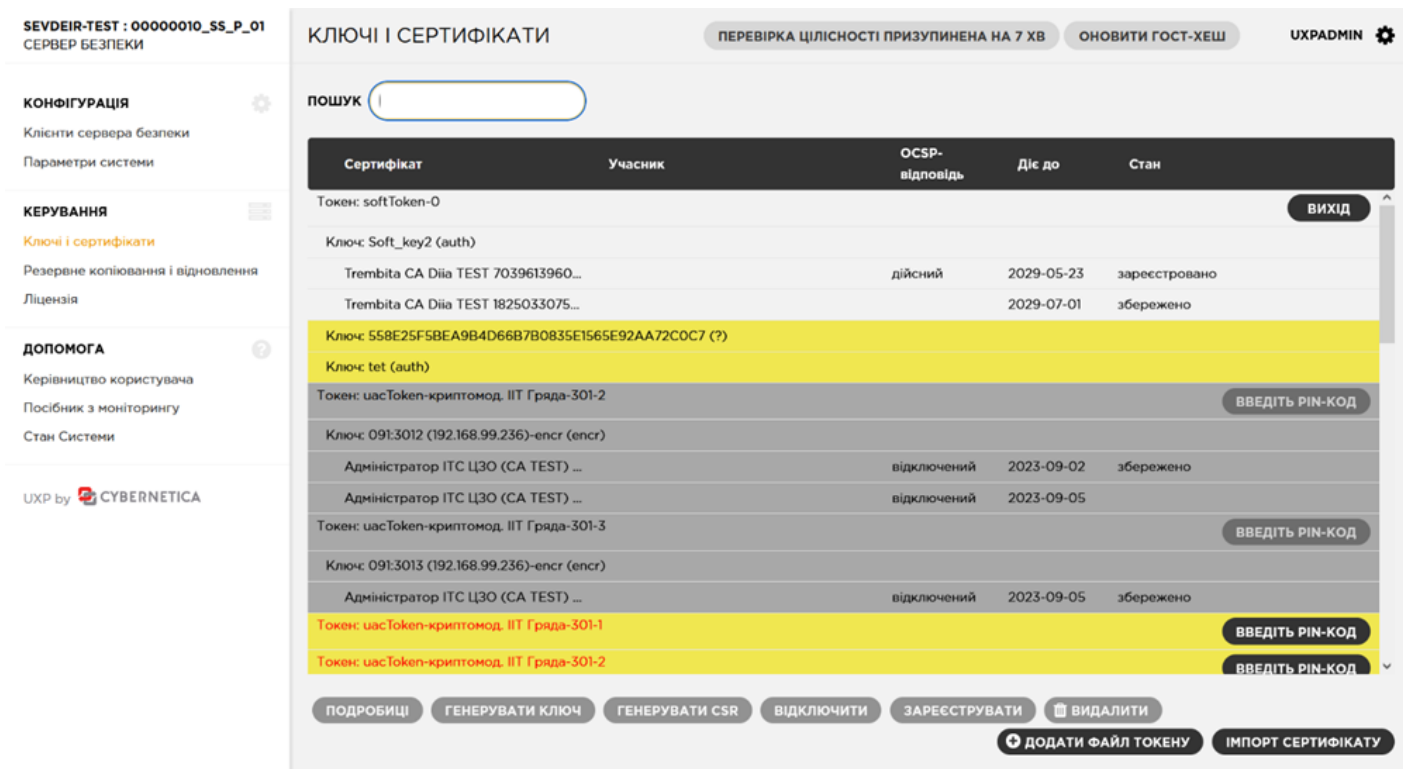 SEVDEIR-TEST : 00000010_SS_P_01
СЕРВЕР БЕЗПЕКИ
КОНФІГУРАЦІЯ
Клієнти сервера безпеки
Параметри системи
КЕРУВАННЯ
Ключі і сертифікати
Резервне копіювання і відновлення
Ліцензія
ДОПОМОГА
Керівництво користувача
Посібник з моніторингу
Стан Системи
UXP by CYBERNETICA
КЛЮЧІ І СЕРТИФІКАТИ
ПЕРЕВІРКА ЦІЛІСНОСТІ ПРИЗУПИНЕНА НА 7 ХВ
ОНОВИТИ ГОСТ-ХЕШ
UXPADMIN
ПОШУК
Сертифікат Учасник OCSP-відповідь Діє до Стан
Токен: softToken-0 ВИХІД
Ключ: Soft_key2 (auth)
Trembita CA Diia TEST 7039613960... дійсний 2029-05-23 зареєстровано
Trembita CA Diia TEST 1825033075... 2029-07-01 збережено
Ключ: 558E25F5BEA9B4D66B7B0835E1565E92AA72C0C7 (?)
Ключ: tet (auth)
Токен: uacToken-криптомод. ІІТ Гряда-301-2 ВВЕДІТЬ PIN-КОД
Ключ: 091:3012 (192.168.99.236)-encr (encr)
Адміністратор ІТС ЦЗО (CA TEST) ... відключений 2023-09-02 збережено
Адміністратор ІТС ЦЗО (CA TEST) ... відключений 2023-09-05
Токен: uacToken-криптомод. ІІТ Гряда-301-3 ВВЕДІТЬ PIN-КОД
Ключ: 091:3013 (192.168.99.236)-encr (encr)
Адміністратор ІТС ЦЗО (CA TEST) ... відключений 2023-09-05 збережено
Токен: uacToken-криптомод. ІІТ Гряда-301-1 ВВЕДІТЬ PIN-КОД
Токен: uacToken-криптомод. ІІТ Гряда-301-2 ВВЕДІТЬ PIN-КОД
ПОДРОБИЦІ ГЕНЕРУВАТИ КЛЮЧ ГЕНЕРУВАТИ CSR ВІДКЛЮЧИТИ ЗАРЕЄСТРУВАТИ ВИДАЛИТИ
ДОДАТИ ФАЙЛ ТОКЕНУ ІМПОРТ СЕРТИФІКАТУ